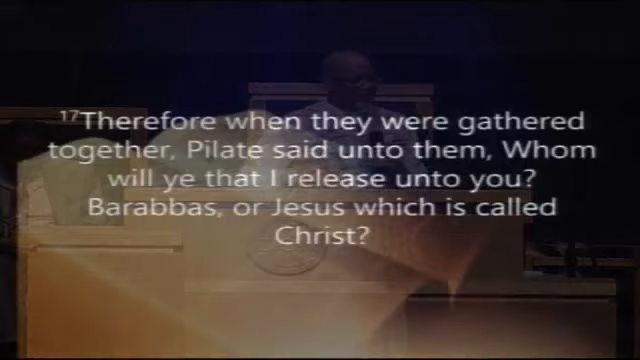 ¹⁷Therefore when they were gathered
together, Pilate said unto them, Whom
will ye that I release unto you?
Barabbas, or Jesus which is called
Christ?